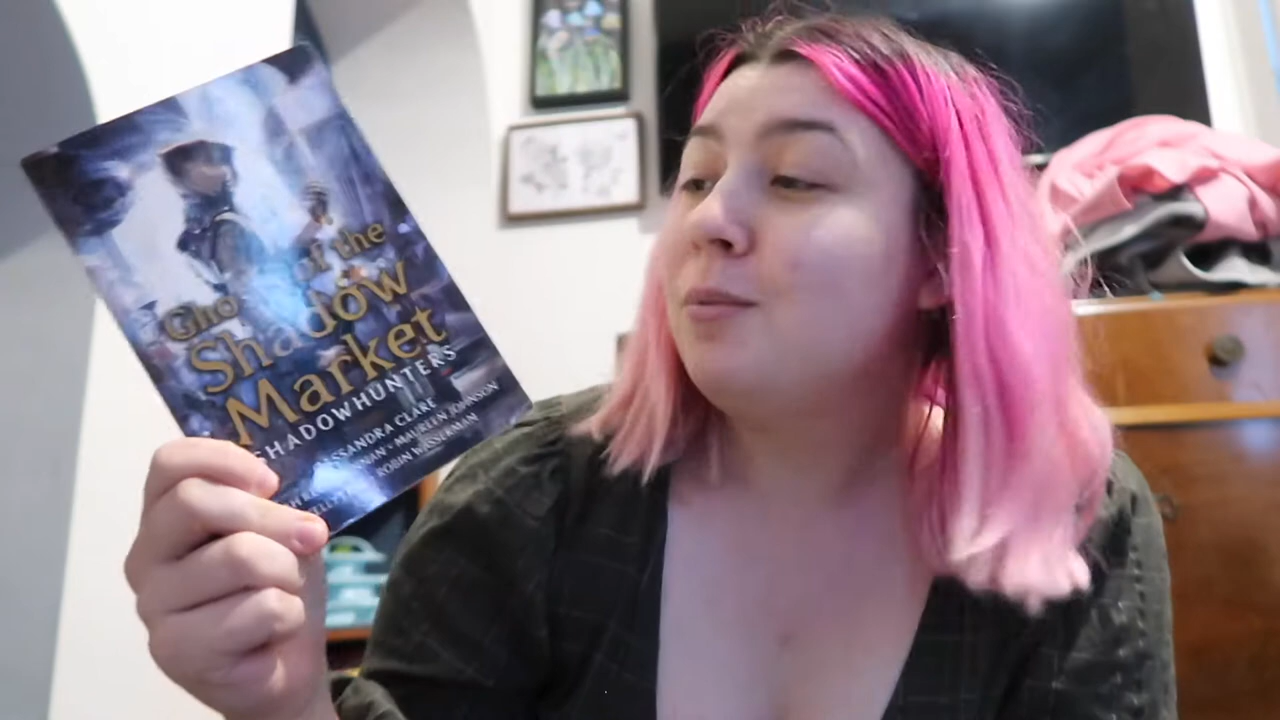 of the
Shadow
Market
SHADOWHUNTERS
CASSANDRA CLARE
MAUREEN JOHNSON
ROBIN WASSERMAN